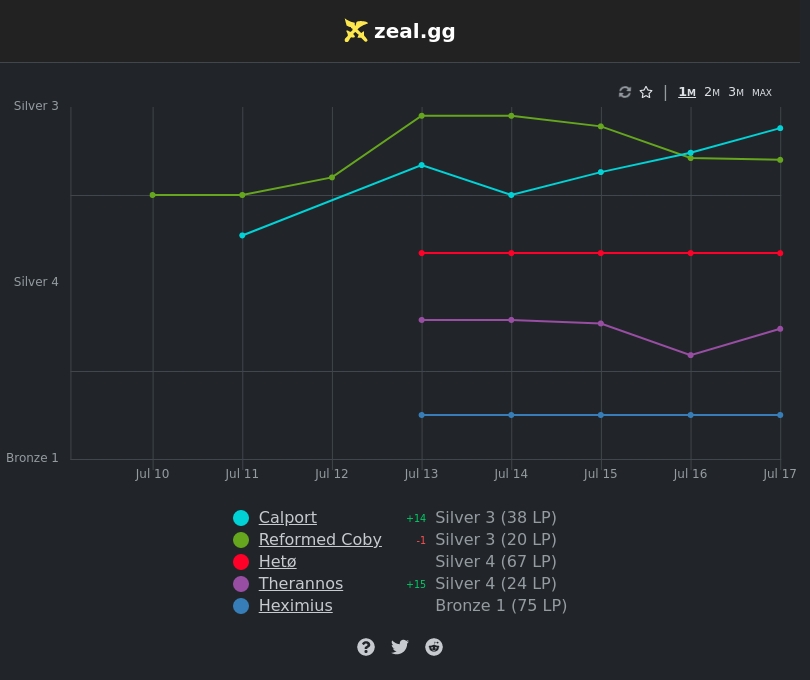 zeal.gg
1M 2M 3M MAX
Silver 3
Silver 4
Bronze 1
Jul 10 Jul 11 Jul 12 Jul 13 Jul 14 Jul 15 Jul 16 Jul 17
Calport +14 Silver 3 (38 LP)
Reformed Coby -1 Silver 3 (20 LP)
Hetø Silver 4 (67 LP)
Therannos +15 Silver 4 (24 LP)
Heximius Bronze 1 (75 LP)